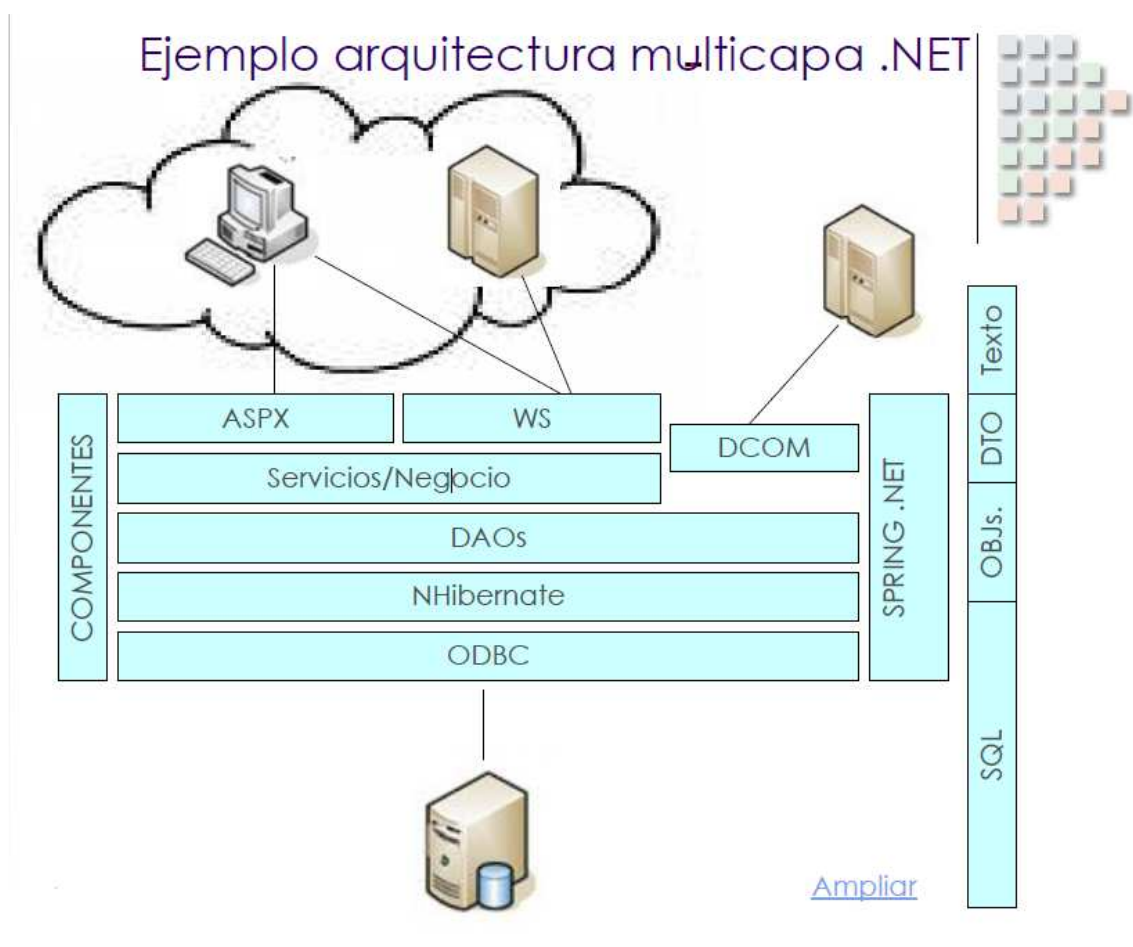 Ejemplo arquitectura multicapa .NET
ASPX
WS
DCOM
Servicios/Negocio
DAOs
NHibernate
ODBC
COMPONENTES
SPRING .NET
Texto
DTO
OBJs.
SQL
Ampliar